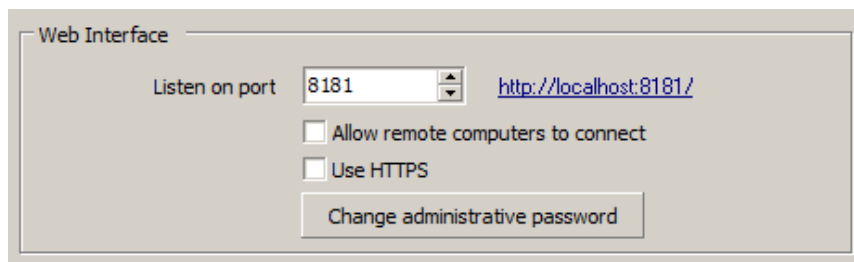 Web Interface
Listen on port 8181 http://localhost:8181/
Allow remote computers to connect
Use HTTPS
Change administrative password